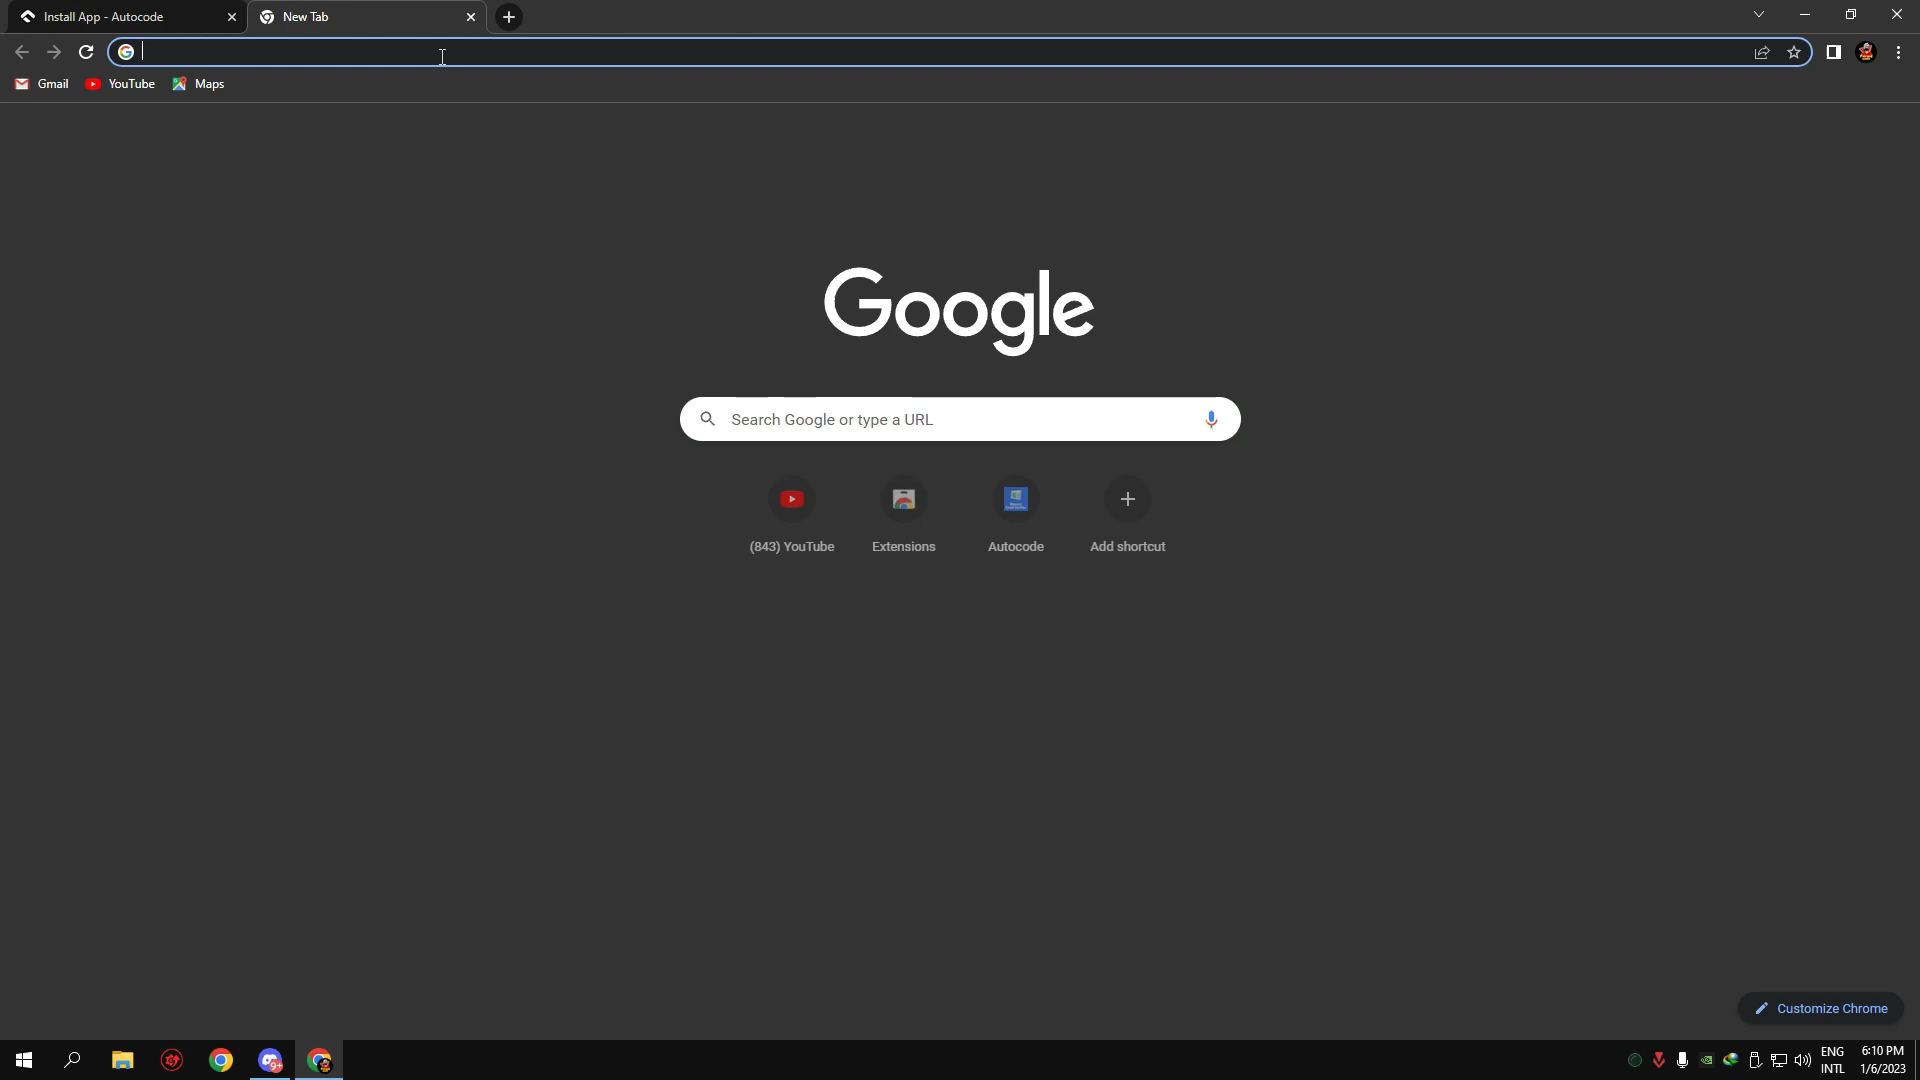 Install App - Autocode
New Tab
Gmail
YouTube
Maps
Google
Search Google or type a URL
(843) YouTube
Extensions
Autocode
Add shortcut
Customize Chrome
9+
ENG
INTL
6:10 PM
1/6/2023